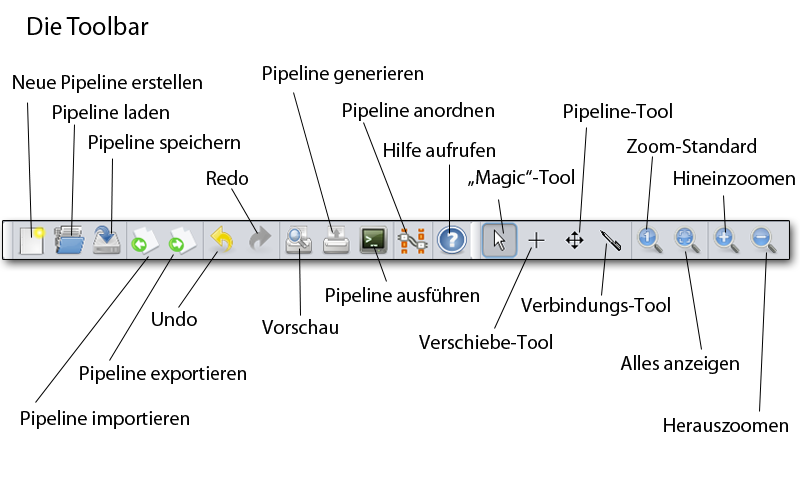 Die Toolbar
Pipeline generieren
Neue Pipeline erstellen
Pipeline laden
Pipeline anordnen
Pipeline-Tool
Pipeline speichern
Hilfe aufrufen
Zoom-Standard
Redo
„Magic“-Tool
Hineinzoomen
?
1
>_
Pipeline ausführen
Verbindungs-Tool
Undo
Vorschau
Verschiebe-Tool
Alles anzeigen
Pipeline exportieren
Pipeline importieren
Herauszoomen